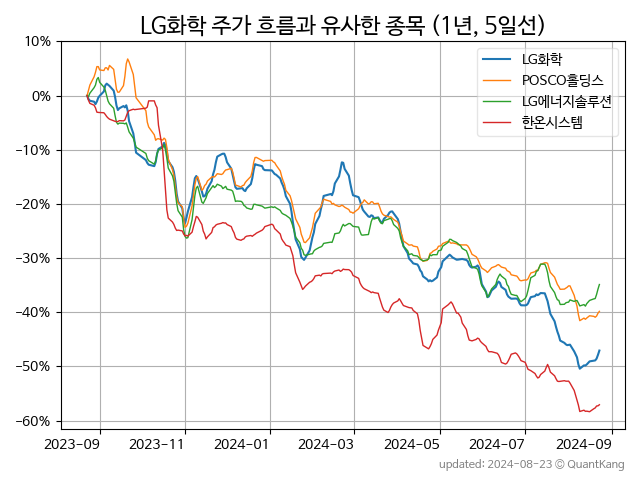 LG화학 주가 흐름과 유사한 종목 (1년, 5일선)
10%
0%
−10%
−20%
−30%
−40%
−50%
−60%
LG화학
POSCO홀딩스
LG에너지솔루션
한온시스템
2023-09 2023-11 2024-01 2024-03 2024-05 2024-07 2024-09
updated: 2024-08-23 © QuantKang